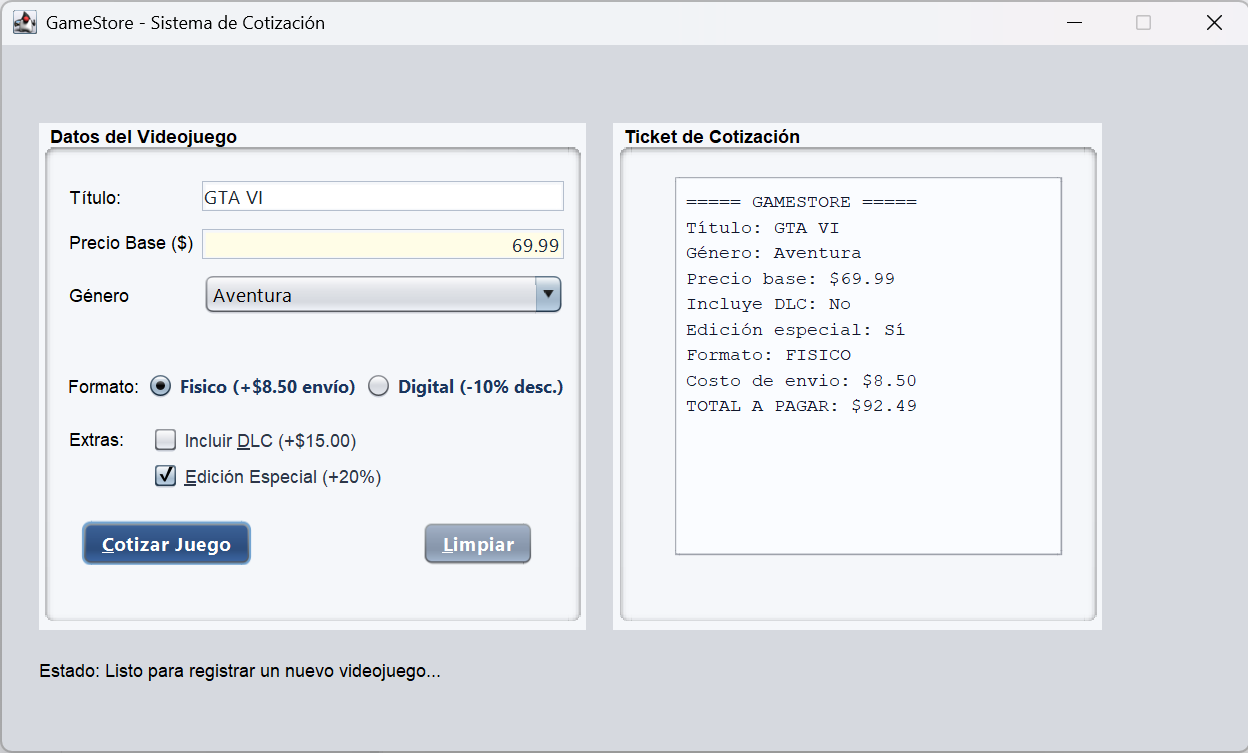 GameStore - Sistema de Cotización
Datos del Videojuego
Título:
GTA VI
Precio Base ($)
69.99
Género
Aventura
Formato:
Fisico (+$8.50 envío)
Digital (-10% desc.)
Extras:
Incluir DLC (+$15.00)
Edición Especial (+20%)
Cotizar Juego
Limpiar
Ticket de Cotización
===== GAMESTORE =====
Título: GTA VI
Género: Aventura
Precio base: $69.99
Incluye DLC: No
Edición especial: Sí
Formato: FISICO
Costo de envio: $8.50
TOTAL A PAGAR: $92.49
Estado: Listo para registrar un nuevo videojuego...